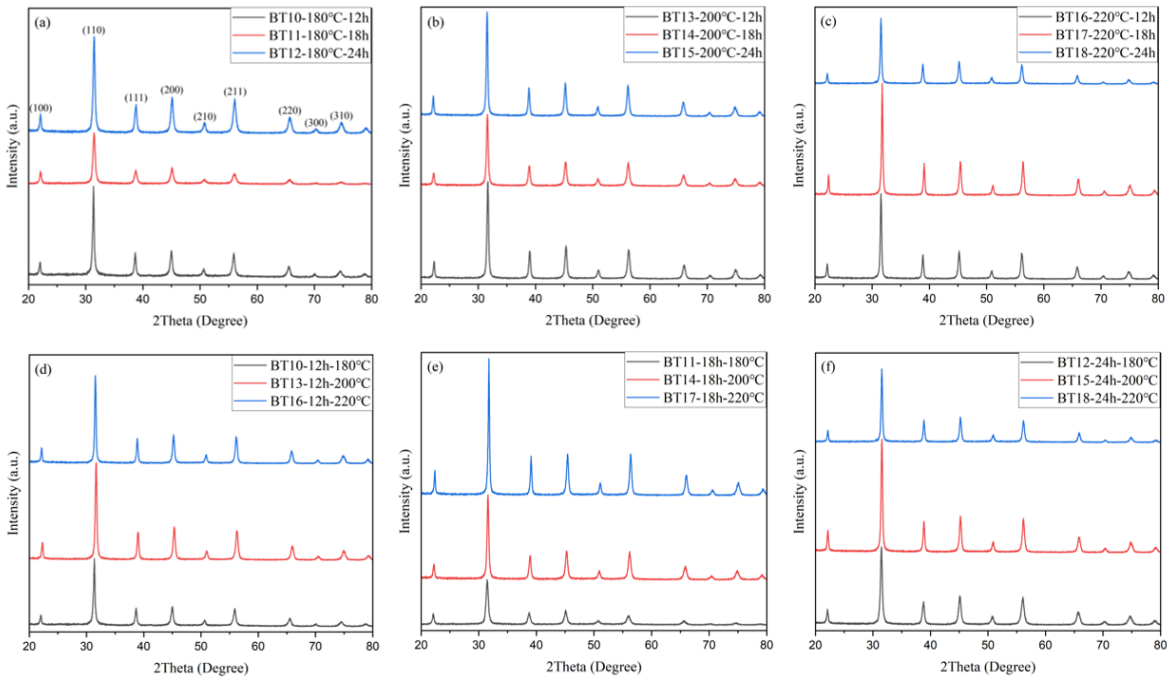 (a)
BT10-180℃-12h
BT11-180℃-18h
BT12-180℃-24h
(100)
(110)
(111)
(200)
(210)
(211)
(220)
(300)
(310)
Intensity (a.u.)
20 30 40 50 60 70 80
2Theta (Degree)
(b)
BT13-200℃-12h
BT14-200℃-18h
BT15-200℃-24h
Intensity (a.u.)
20 30 40 50 60 70 80
2Theta (Degree)
(c)
BT16-220℃-12h
BT17-220℃-18h
BT18-220℃-24h
Intensity (a.u.)
20 30 40 50 60 70 80
2Theta (Degree)
(d)
BT10-12h-180℃
BT13-12h-200℃
BT16-12h-220℃
Intensity (a.u.)
20 30 40 50 60 70 80
2Theta (Degree)
(e)
BT11-18h-180℃
BT14-18h-200℃
BT17-18h-220℃
Intensity (a.u.)
20 30 40 50 60 70 80
2Theta (Degree)
(f)
BT12-24h-180℃
BT15-24h-200℃
BT18-24h-220℃
Intensity (a.u.)
20 30 40 50 60 70 80
2Theta (Degree)